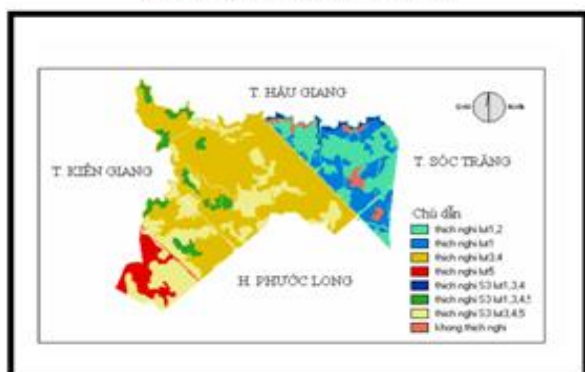 T. HẬU GIANG
T. SÓC TRĂNG
T. KIÊN GIANG
H. PHƯỚC LONG
Chú dẫn
thích nghi lut1,2
thích nghi lut1
thích nghi lut3,4
thích nghi lut5
thích nghi S3 lut1,3,4
thích nghi S3 lut1,3,4,5
thích nghi S3 lut3,4,5
khong thích nghi